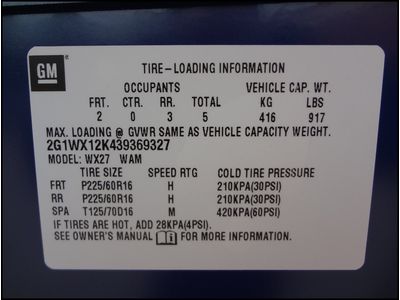 GM
TIRE-LOADING INFORMATION
OCCUPANTS VEHICLE CAP. WT.
FRT. CTR. RR. TOTAL KG LBS
2 0 3 5 416 917
MAX. LOADING @ GVWR SAME AS VEHICLE CAPACITY WEIGHT.
2G1WX12K439369327
MODEL: WX27 WAM
TIRE SIZE SPEED RTG COLD TIRE PRESSURE
FRT P225/60R16 H 210KPA(30PSI)
RR P225/60R16 H 210KPA(30PSI)
SPA T125/70D16 M 420KPA(60PSI)
IF TIRES ARE HOT, ADD 28KPA(4PSI).
SEE OWNER'S MANUAL FOR MORE INFORMATION.